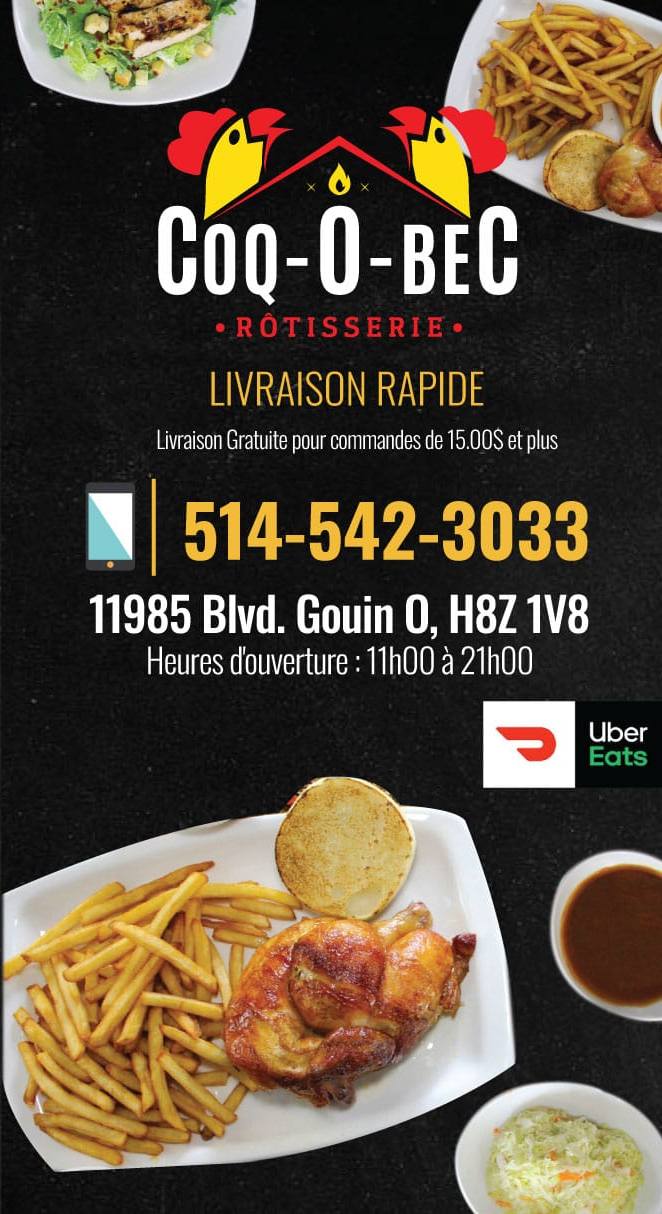 COQ-O-BEC
• RÔTISSERIE •
LIVRAISON RAPIDE
Livraison Gratuite pour commandes de 15.00$ et plus
514-542-3033
11985 Blvd. Gouin O, H8Z 1V8
Heures d'ouverture : 11h00 à 21h00
Uber
Eats